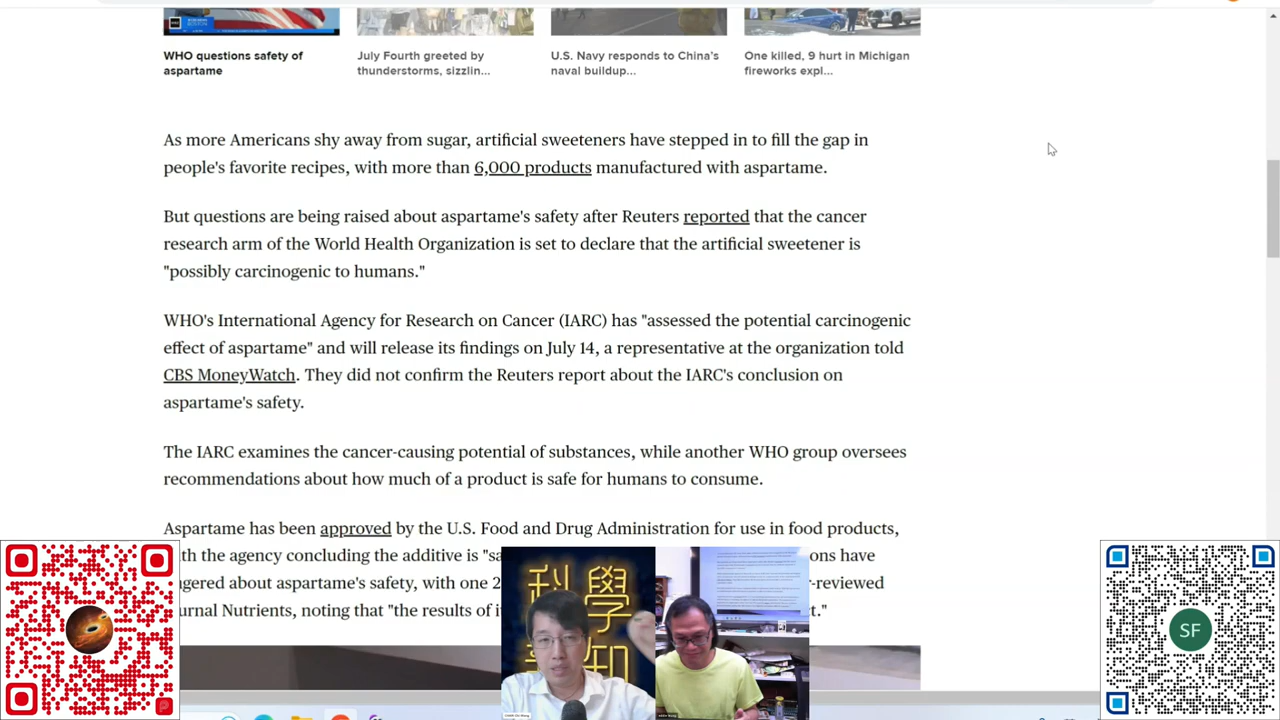 WHO questions safety of
aspartame
July Fourth greeted by
thunderstorms, sizzlin...
U.S. Navy responds to China's
naval buildup...
One killed, 9 hurt in Michigan
fireworks expl...
As more Americans shy away from sugar, artificial sweeteners have stepped in to fill the gap in
people's favorite recipes, with more than 6,000 products manufactured with aspartame.
But questions are being raised about aspartame's safety after Reuters reported that the cancer
research arm of the World Health Organization is set to declare that the artificial sweetener is
"possibly carcinogenic to humans."
WHO's International Agency for Research on Cancer (IARC) has "assessed the potential carcinogenic
effect of aspartame" and will release its findings on July 14, a representative at the organization told
CBS MoneyWatch. They did not confirm the Reuters report about the IARC's conclusion on
aspartame's safety.
The IARC examines the cancer-causing potential of substances, while another WHO group oversees
recommendations about how much of a product is safe for humans to consume.
Aspartame has been approved by the U.S. Food and Drug Administration for use in food products,
the agency concluding the additive is "sa ons have
about aspartame's safety, with one -reviewed
Nutrients, noting that "the results of t."
科學
知
SF